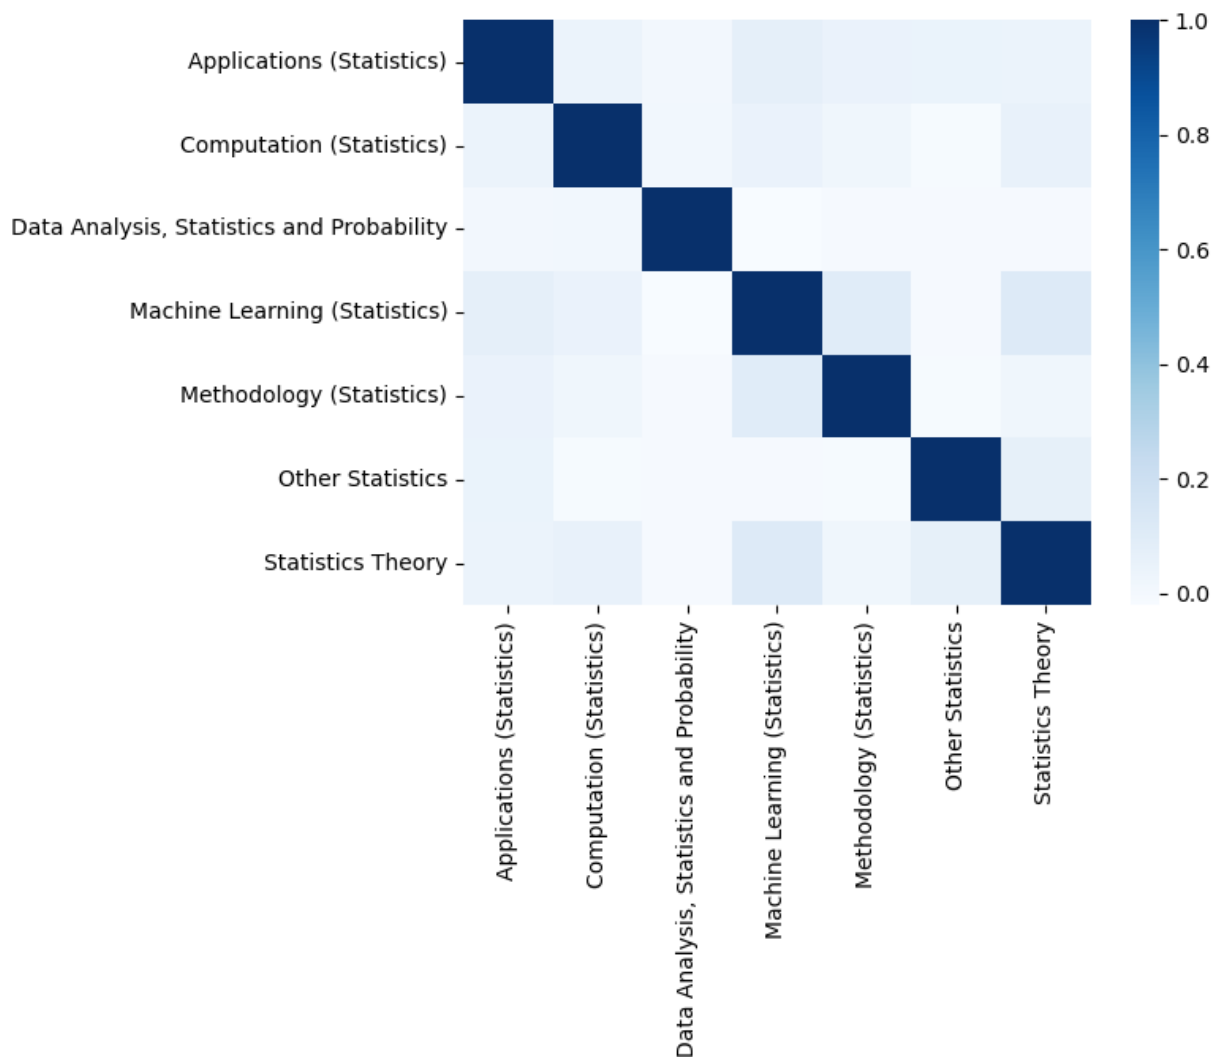 Applications (Statistics)
Computation (Statistics)
Data Analysis, Statistics and Probability
Machine Learning (Statistics)
Methodology (Statistics)
Other Statistics
Statistics Theory
Applications (Statistics)
Computation (Statistics)
Data Analysis, Statistics and Probability
Machine Learning (Statistics)
Methodology (Statistics)
Other Statistics
Statistics Theory
1.0
0.8
0.6
0.4
0.2
0.0